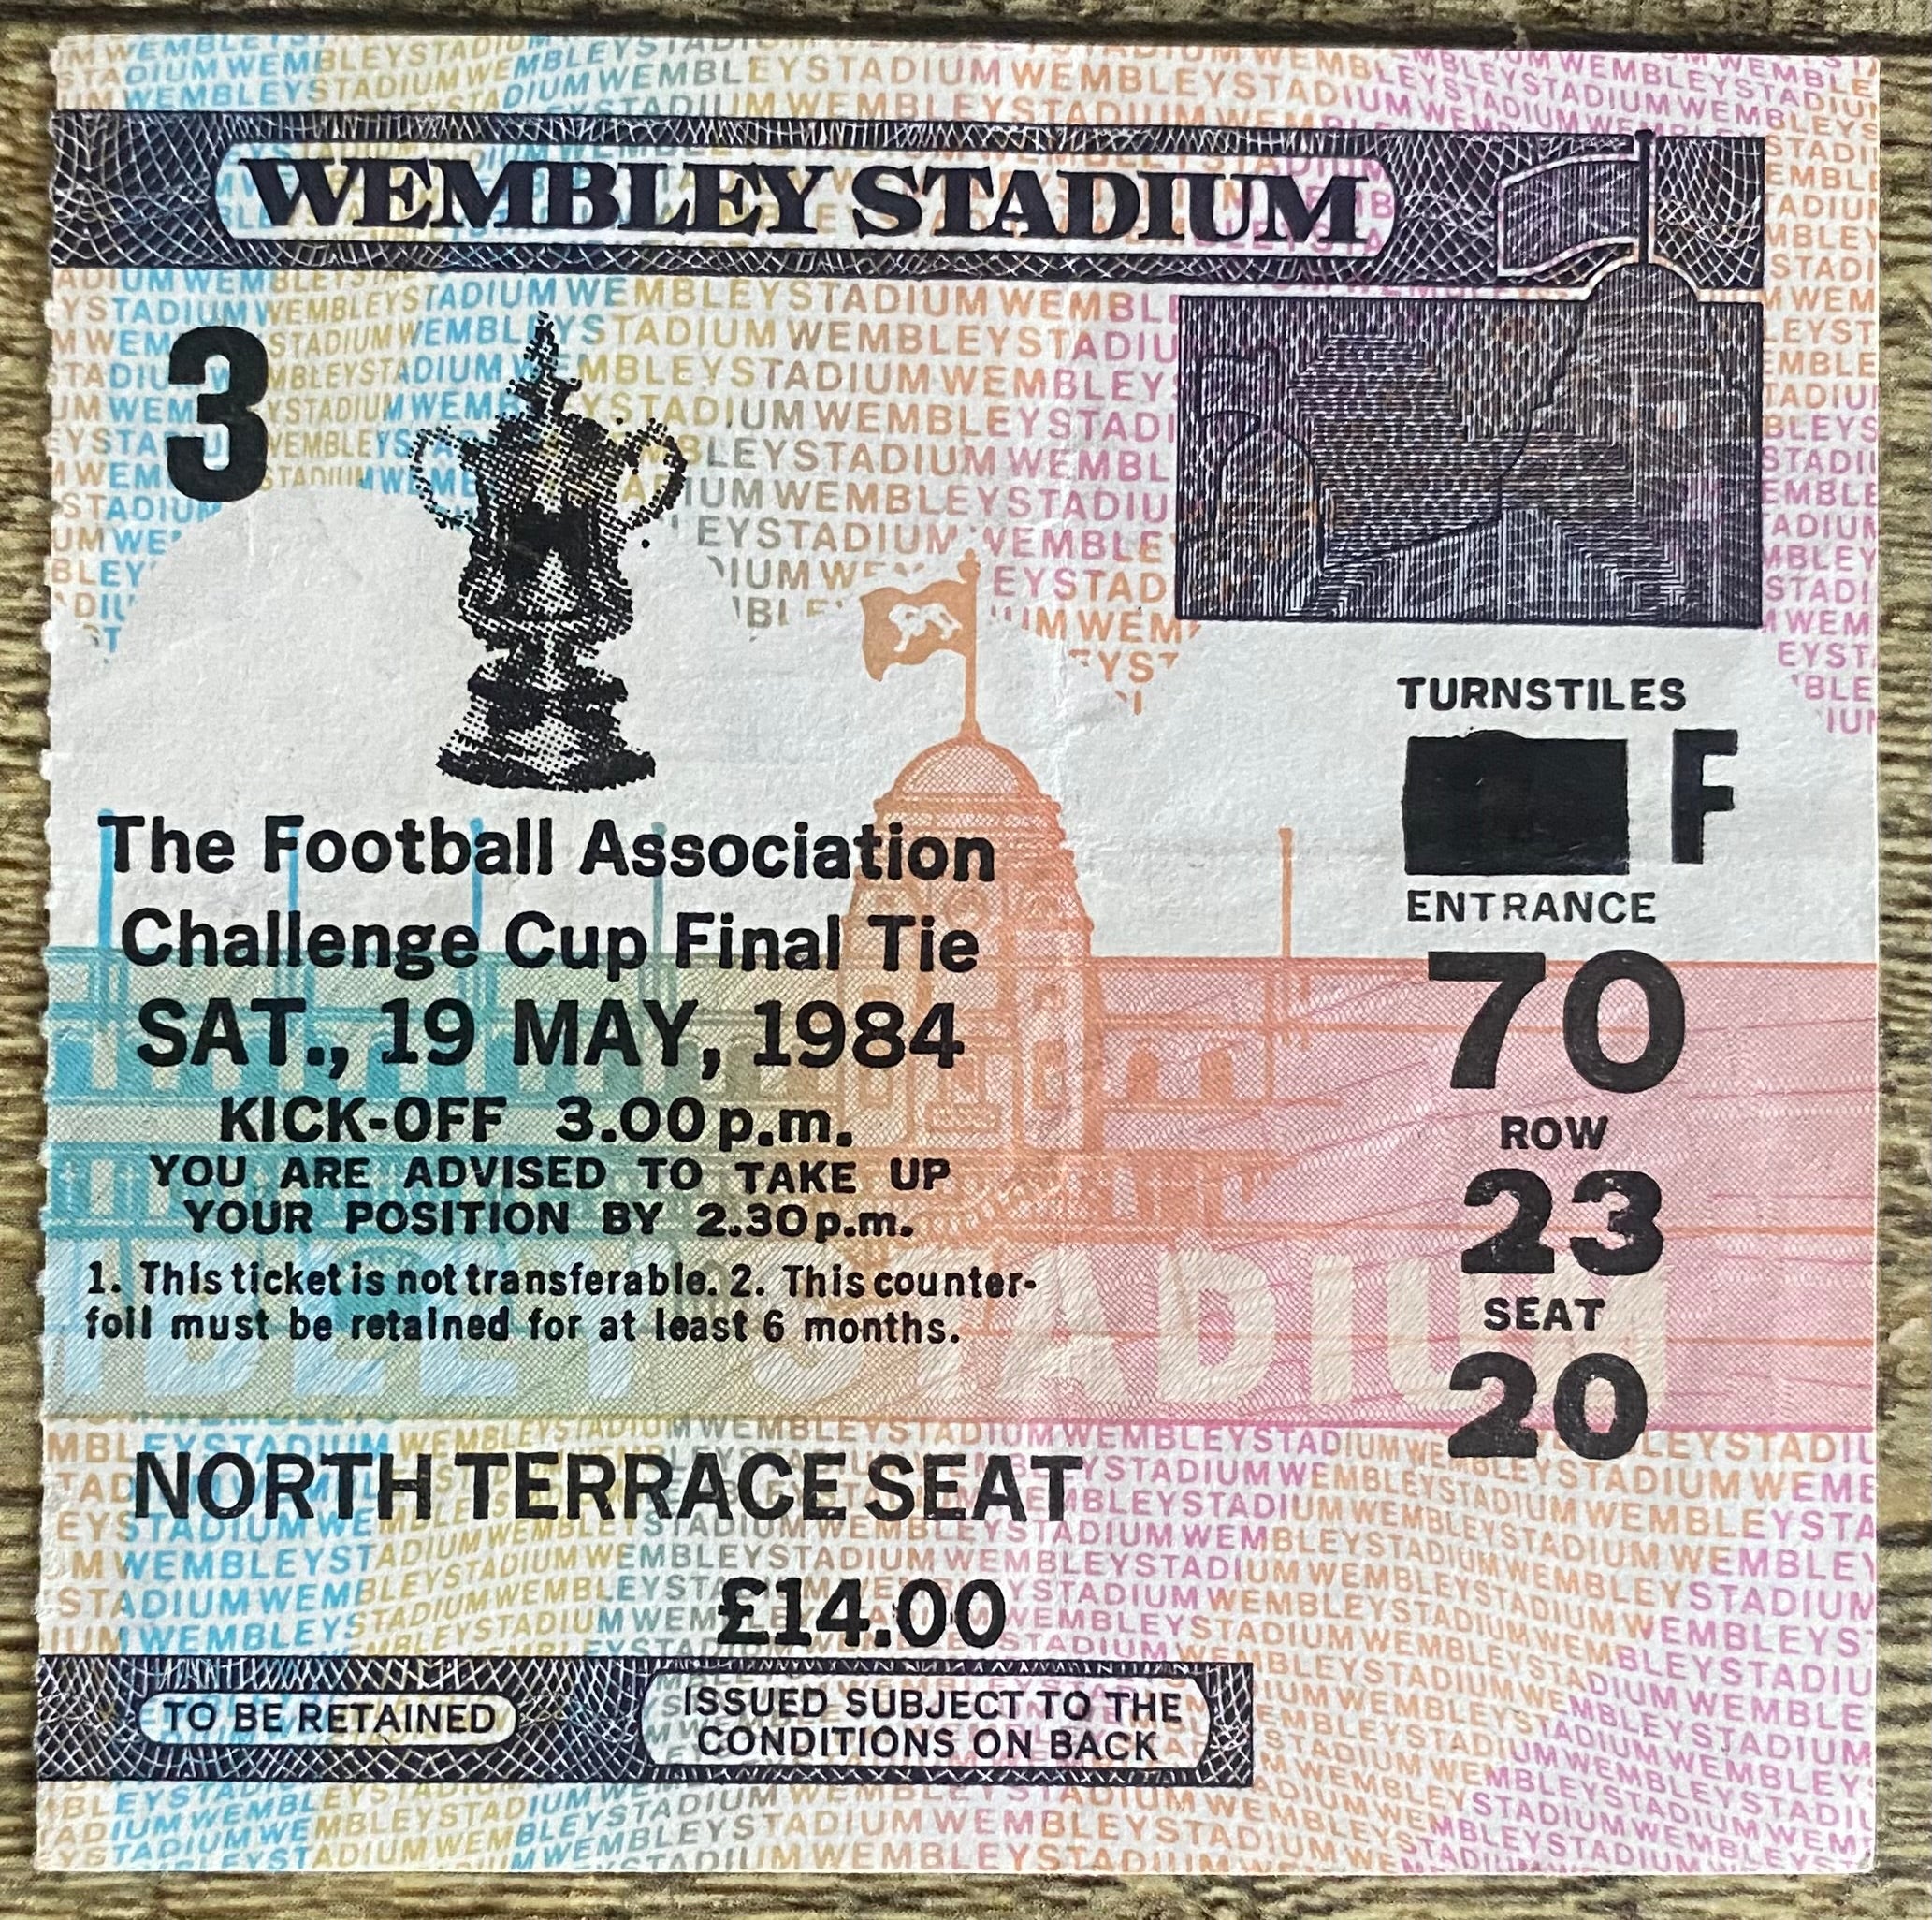 WEMBLEY STADIUM
3
The Football Association
Challenge Cup Final Tie
SAT., 19 MAY, 1984
KICK-OFF 3.00 p.m.
YOU ARE ADVISED TO TAKE UP
YOUR POSITION BY 2.30 p.m.
1. This ticket is not transferable. 2. This counter-
foil must be retained for at least 6 months.
NORTH TERRACE SEAT
£14.00
TO BE RETAINED
ISSUED SUBJECT TO THE
CONDITIONS ON BACK
TURNSTILES
F
ENTRANCE
70
ROW
23
SEAT
20